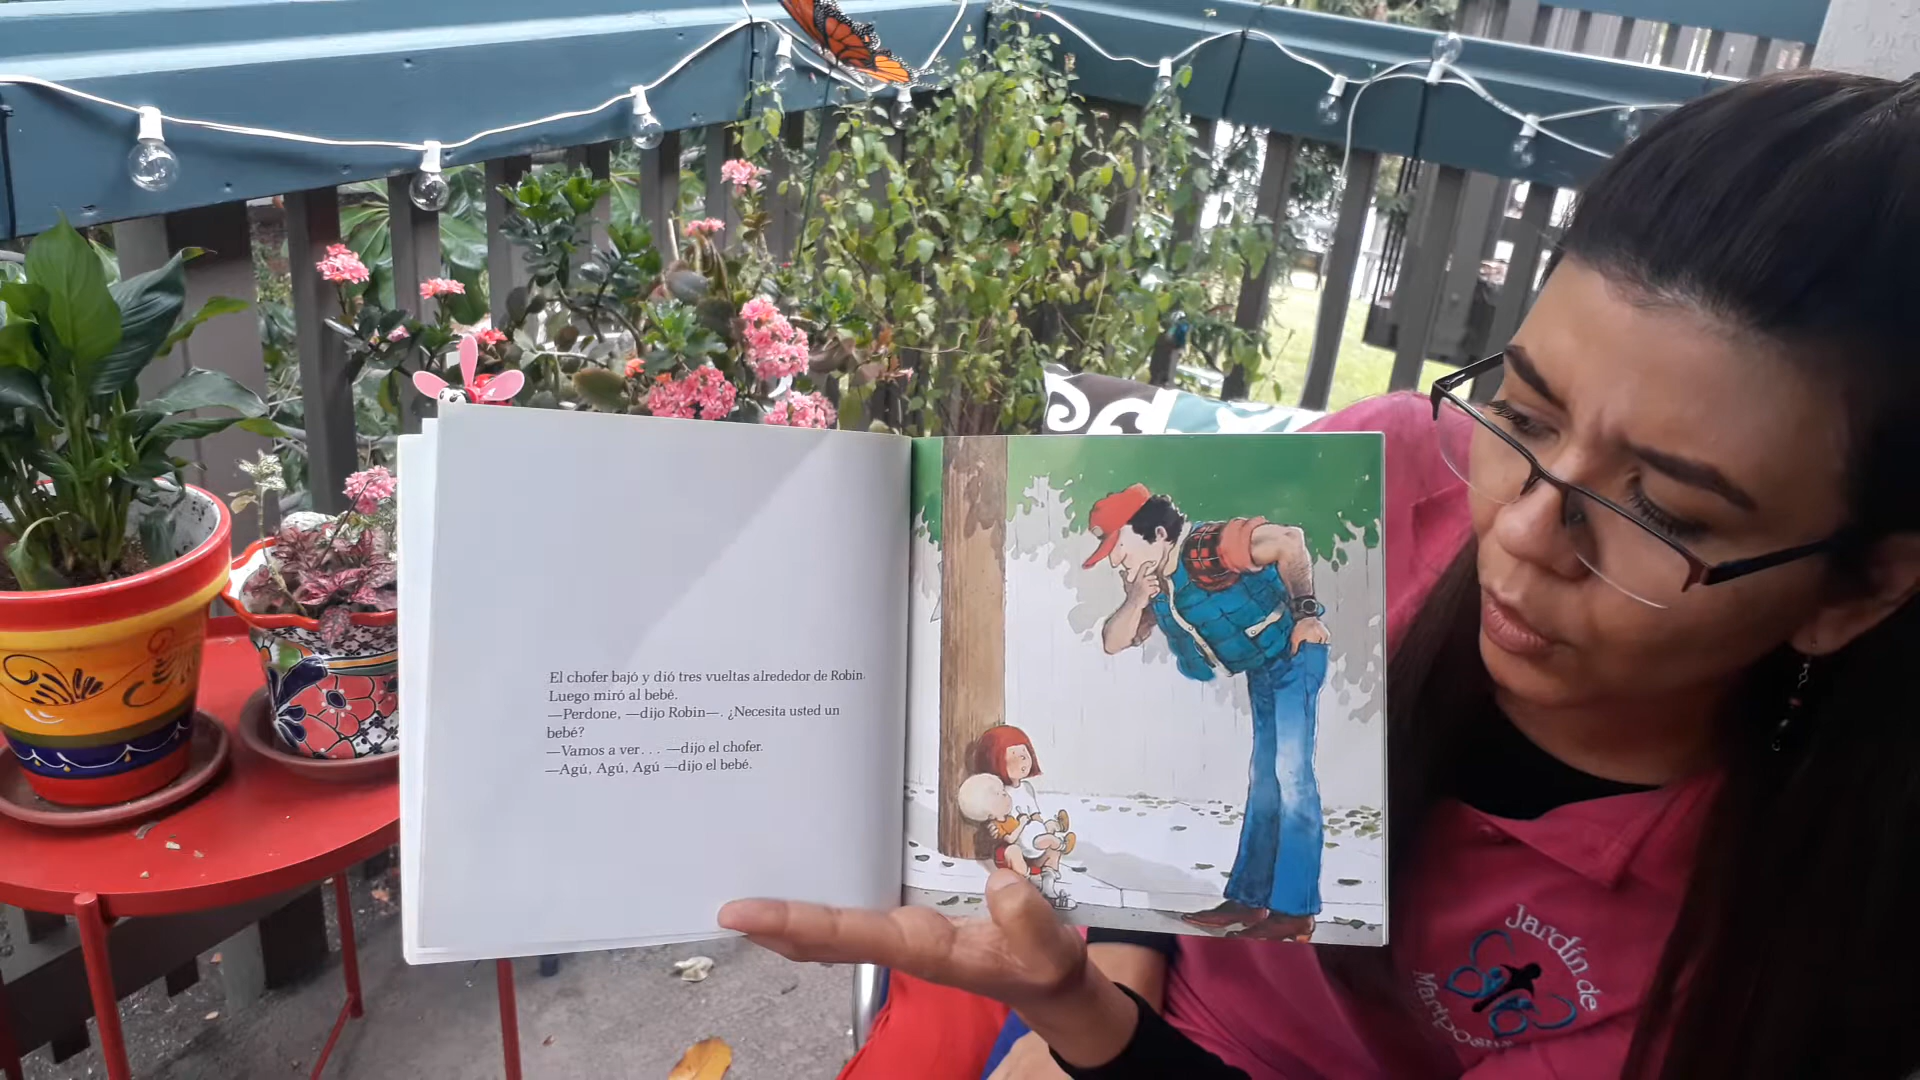 El chofer bajó y dió tres vueltas alrededor de Robin.
Luego miró al bebé.
—Perdone, —dijo Robin—. ¿Necesita usted un
bebé?
—Vamos a ver. . . —dijo el chofer.
—Agú, Agú, Agú —dijo el bebé.
Jardín de
Mariposas